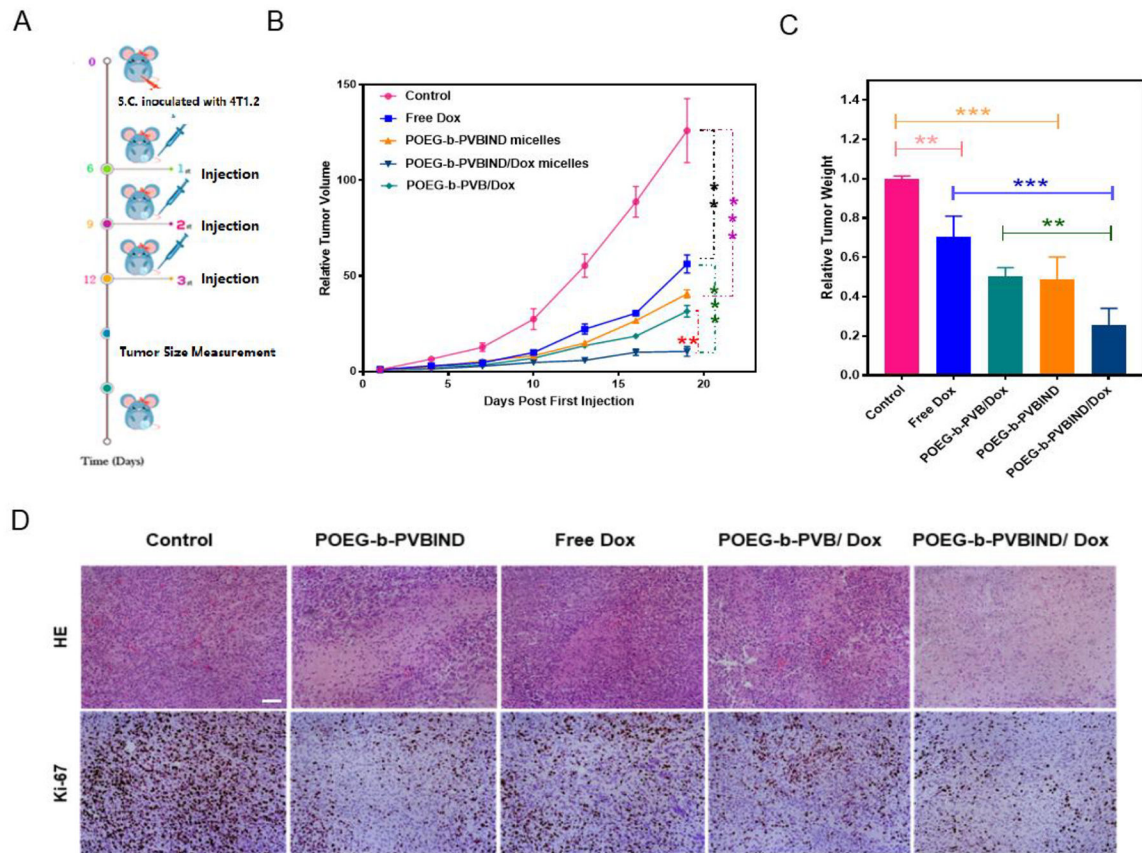 A
0
S.C. inoculated with 4T1.2
6 1st Injection
9 2st Injection
12 3st Injection
Tumor Size Measurement
Time (Days)
B
Relative Tumor Volume
150
100
50
0
Control
Free Dox
POEG-b-PVBIND micelles
POEG-b-PVBIND/Dox micelles
POEG-b-PVB/Dox
**
***
***
**
0 5 10 15 20
Days Post First Injection
C
Relative Tumor Weight
1.4
1.2
1.0
0.8
0.6
0.4
0.2
0.0
***
**
***
**
Control
Free Dox
POEG-b-PVB/Dox
POEG-b-PVBIND
POEG-b-PVBIND/Dox
D
Control POEG-b-PVBIND Free Dox POEG-b-PVB/ Dox POEG-b-PVBIND/ Dox
HE
Ki-67